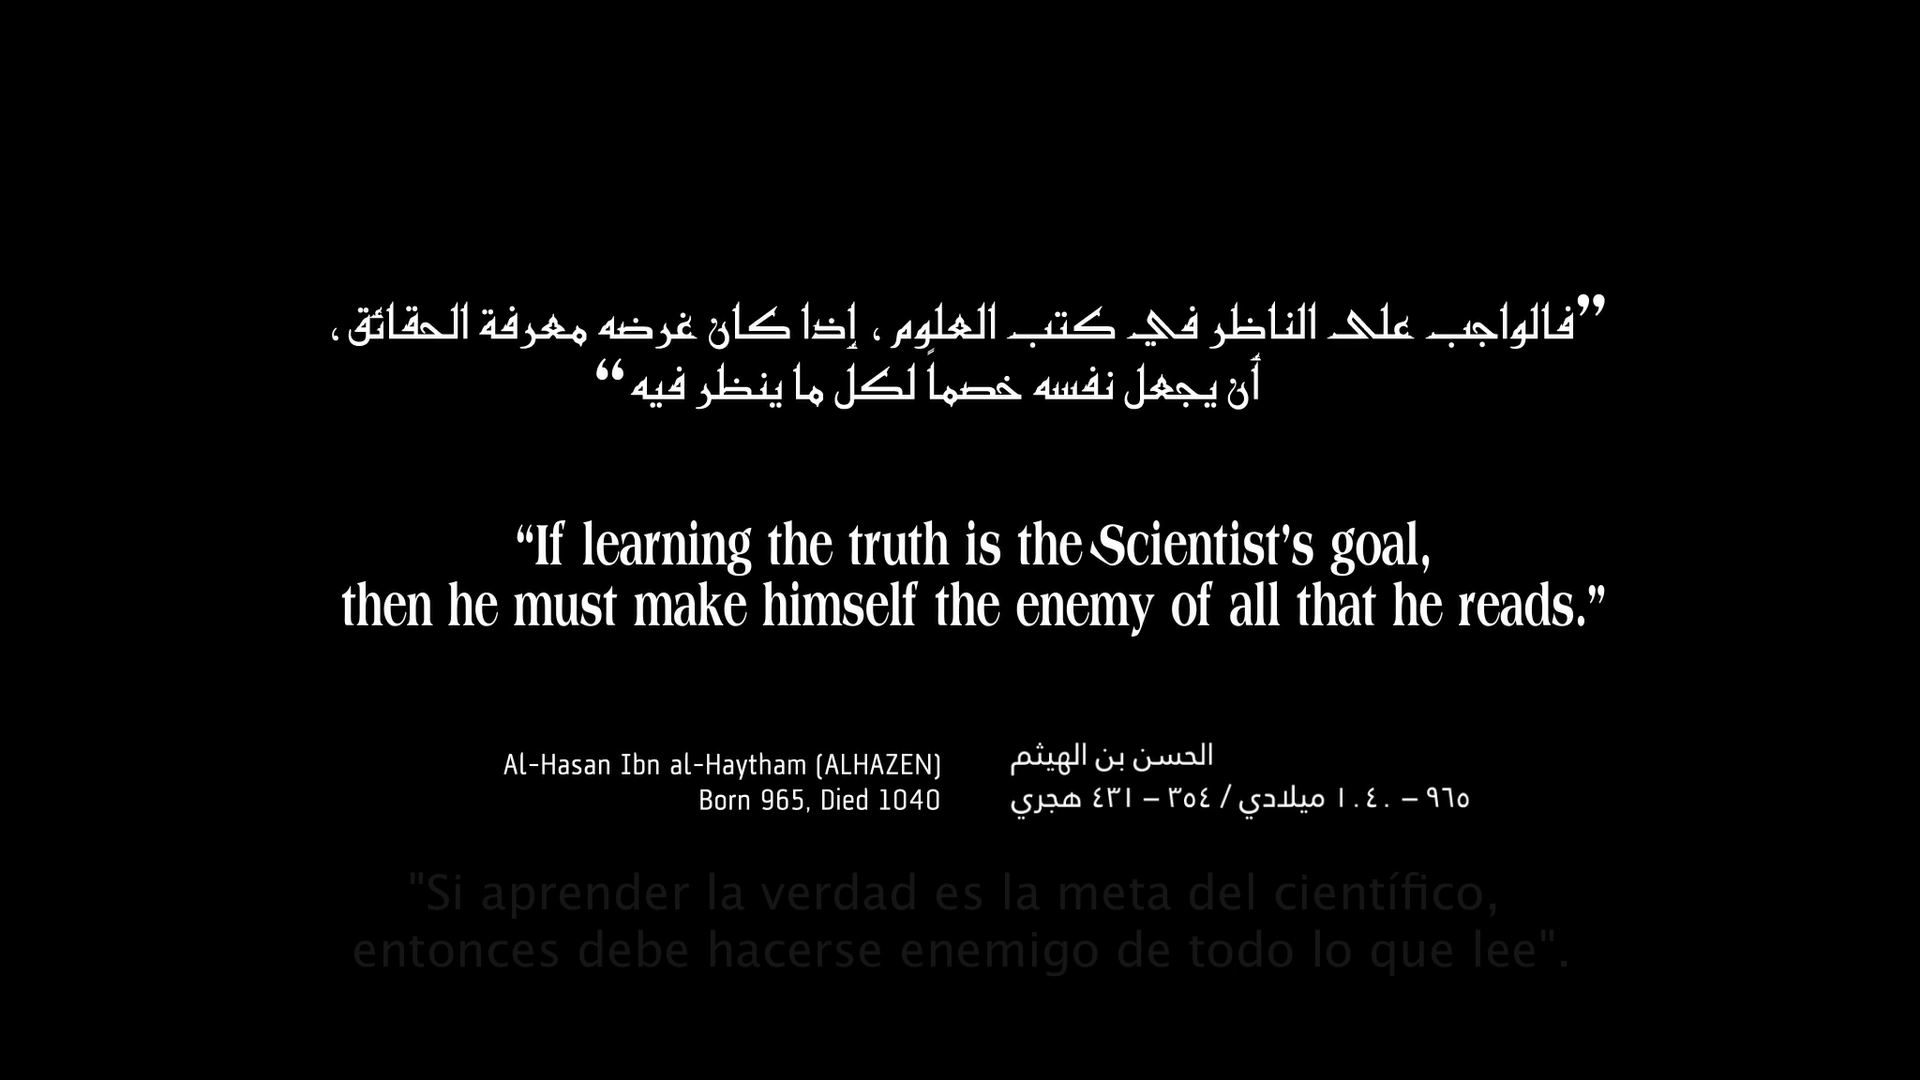 ”فالواجب على الناظر في كتب العلوم، إذا كان غرضه معرفة الحقائق،
أن يجعل نفسه خصماً لكل ما ينظر فيه“
“If learning the truth is the Scientist’s goal,
then he must make himself the enemy of all that he reads.”
Al-Hasan Ibn al-Haytham (ALHAZEN)
Born 965, Died 1040
الحسن بن الهيثم
٩٦٥ – ١٠٤٠ ميلادي / ٣٥٤ – ٤٣١ هجري
"Si aprender la verdad es la meta del científico,
entonces debe hacerse enemigo de todo lo que lee".